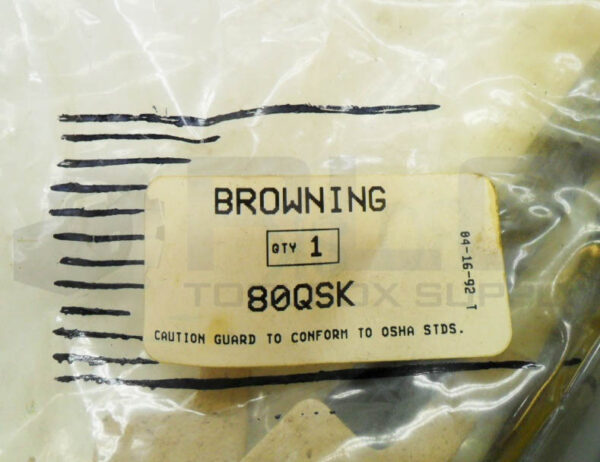 BROWNING
QTY 1
80QSK
CAUTION GUARD TO CONFORM TO OSHA STDS.
04-16-92 T